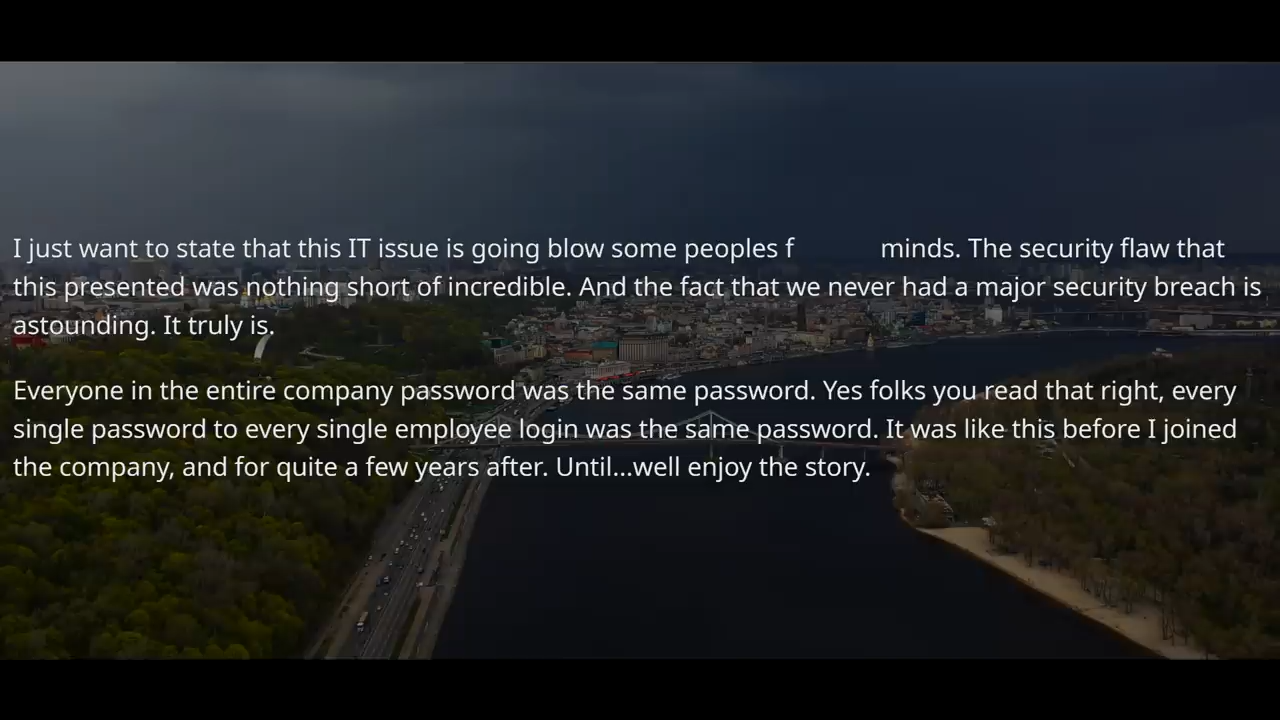 I just want to state that this IT issue is going blow some peoples f minds. The security flaw that
this presented was nothing short of incredible. And the fact that we never had a major security breach is
astounding. It truly is.
Everyone in the entire company password was the same password. Yes folks you read that right, every
single password to every single employee login was the same password. It was like this before I joined
the company, and for quite a few years after. Until...well enjoy the story.